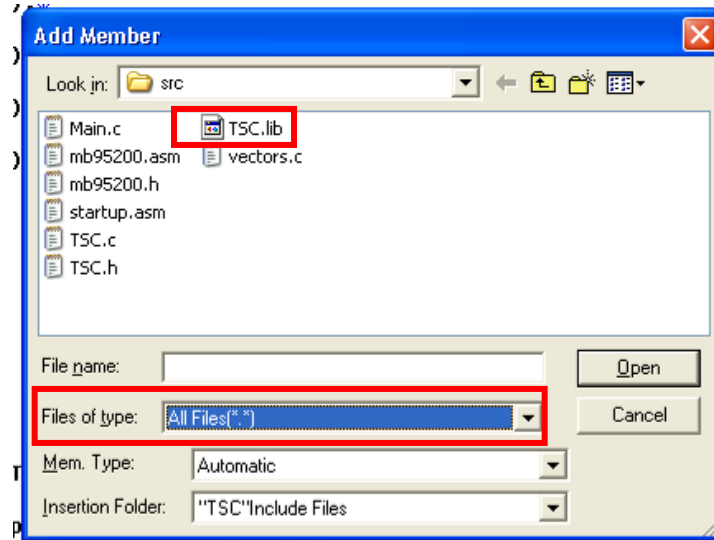 Add Member
Look in: src
Main.c
mb95200.asm
mb95200.h
startup.asm
TSC.c
TSC.h
TSC.lib
vectors.c
File name:
Open
Files of type: All Files(*.*)
Cancel
Mem. Type: Automatic
Insertion Folder: "TSC"Include Files